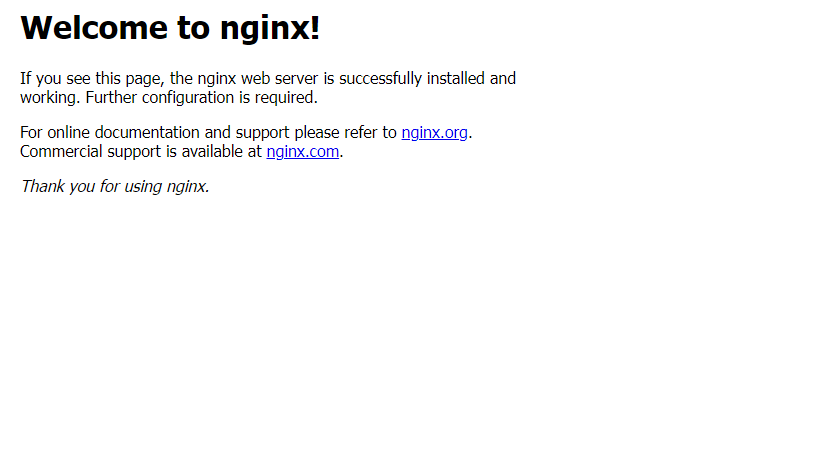 Welcome to nginx!
If you see this page, the nginx web server is successfully installed and
working. Further configuration is required.
For online documentation and support please refer to nginx.org.
Commercial support is available at nginx.com.
Thank you for using nginx.